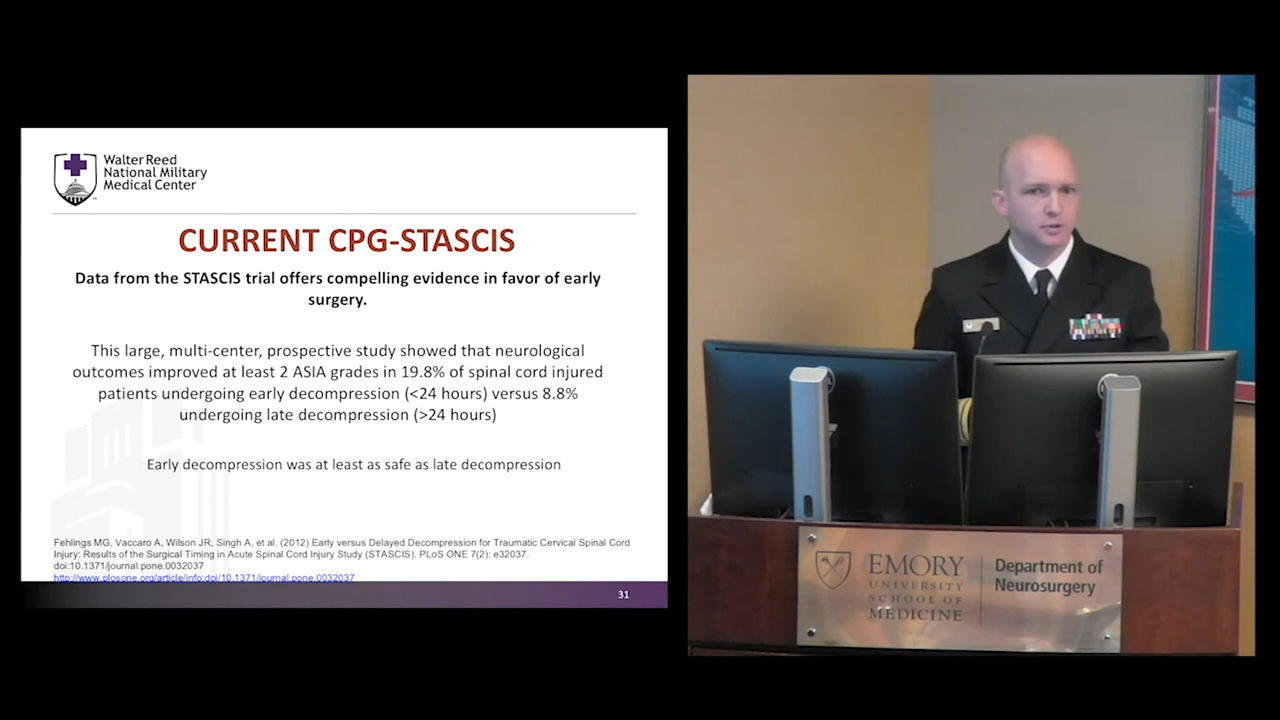 Walter Reed
National Military
Medical Center
CURRENT CPG-STASCIS
Data from the STASCIS trial offers compelling evidence in favor of early
surgery.
This large, multi-center, prospective study showed that neurological
outcomes improved at least 2 ASIA grades in 19.8% of spinal cord injured
patients undergoing early decompression (<24 hours) versus 8.8%
undergoing late decompression (>24 hours)
Early decompression was at least as safe as late decompression
Fehlings MG, Vaccaro A, Wilson JR, Singh A, et al. (2012) Early versus Delayed Decompression for Traumatic Cervical Spinal Cord
Injury: Results of the Surgical Timing in Acute Spinal Cord Injury Study (STASCIS). PLoS ONE 7(2): e32037.
doi:10.1371/journal.pone.0032037
http://www.plosone.org/article/info:doi/10.1371/journal.pone.0032037
31
EMORY
UNIVERSITY
SCHOOL OF
MEDICINE
Department of
Neurosurgery